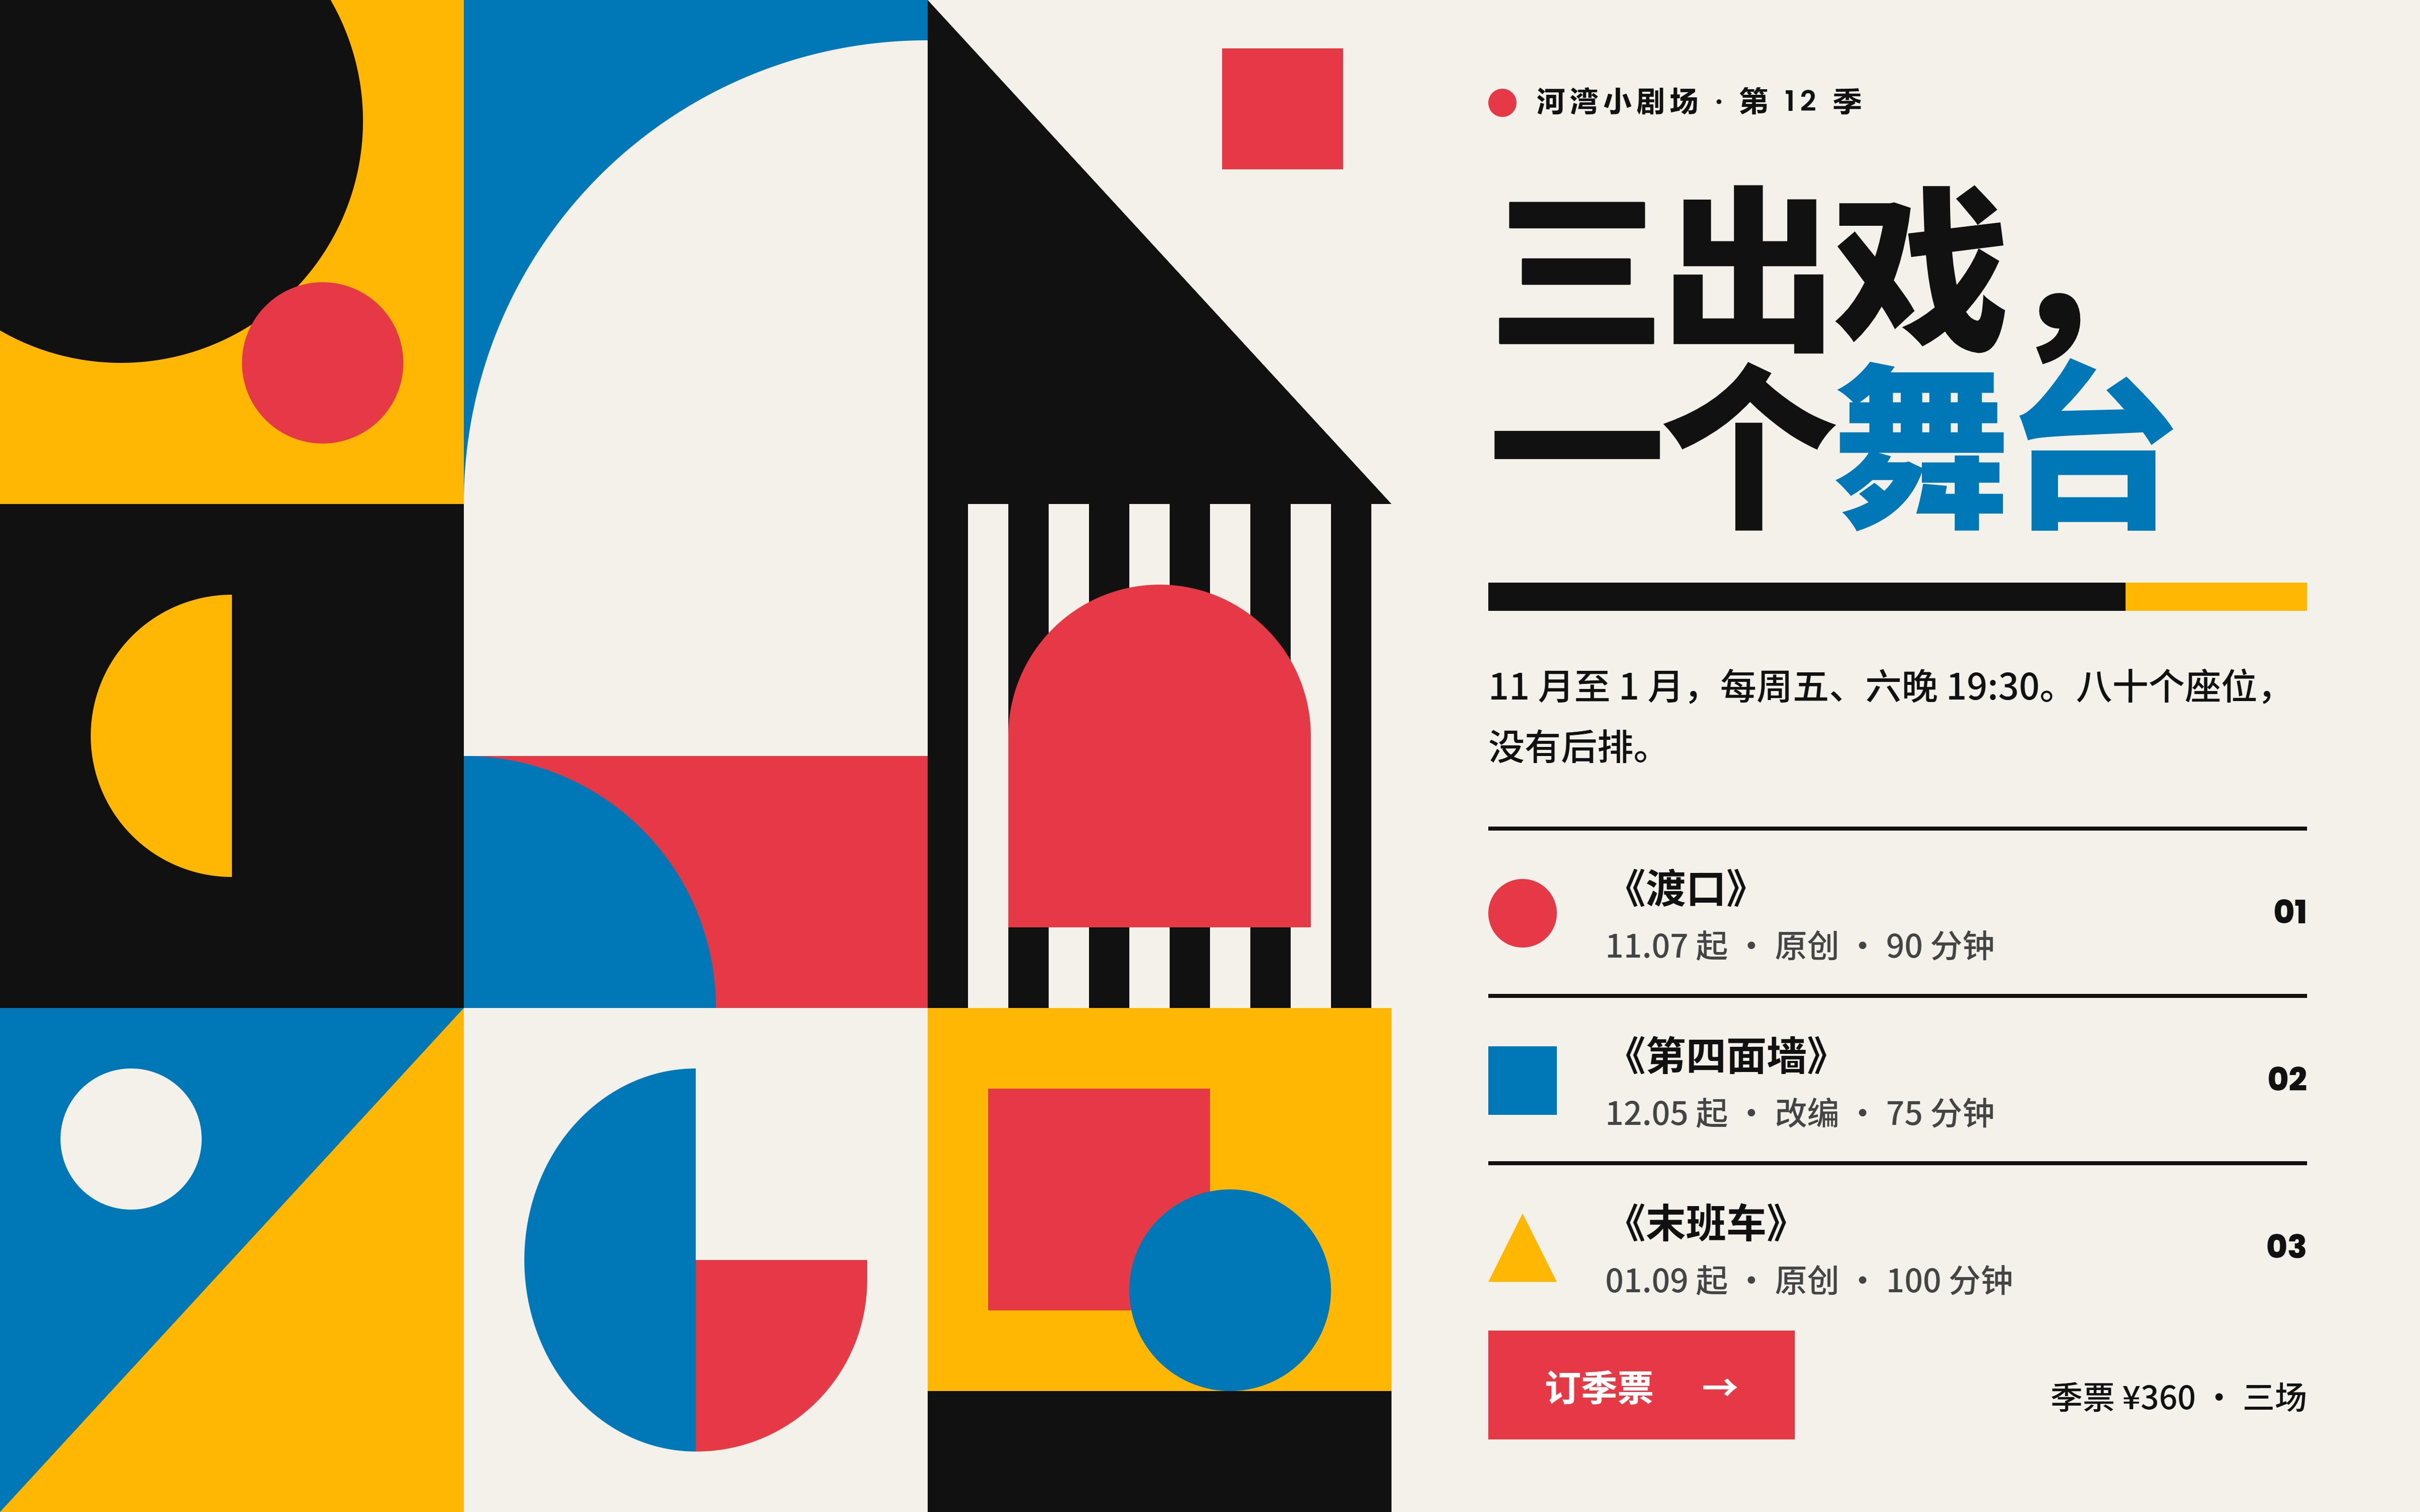 河湾小剧场 · 第 12 季
三出戏，
一个舞台
11 月至 1 月，每周五、六晚 19:30。八十个座位，
没有后排。
《渡口》
11.07 起 · 原创 · 90 分钟
01
《第四面墙》
12.05 起 · 改编 · 75 分钟
02
《末班车》
01.09 起 · 原创 · 100 分钟
03
订季票 →
季票 ¥360 · 三场